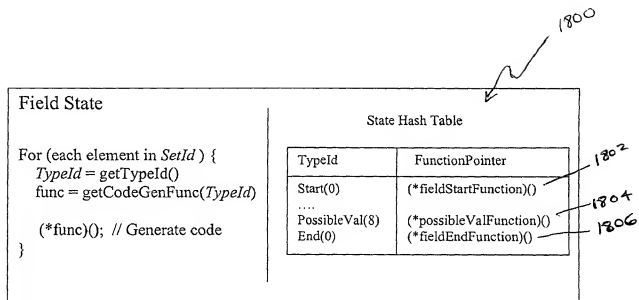 1800
Field State
For (each element in SetId ) {
TypeId = getTypeId()
func = getCodeGenFunc(TypeId)
(*func)(); // Generate code
}
State Hash Table
TypeId FunctionPointer
Start(0) (*fieldStartFunction)()
....
PossibleVal(8) (*possibleValFunction)()
End(0) (*fieldEndFunction)()
1802
1804
1806